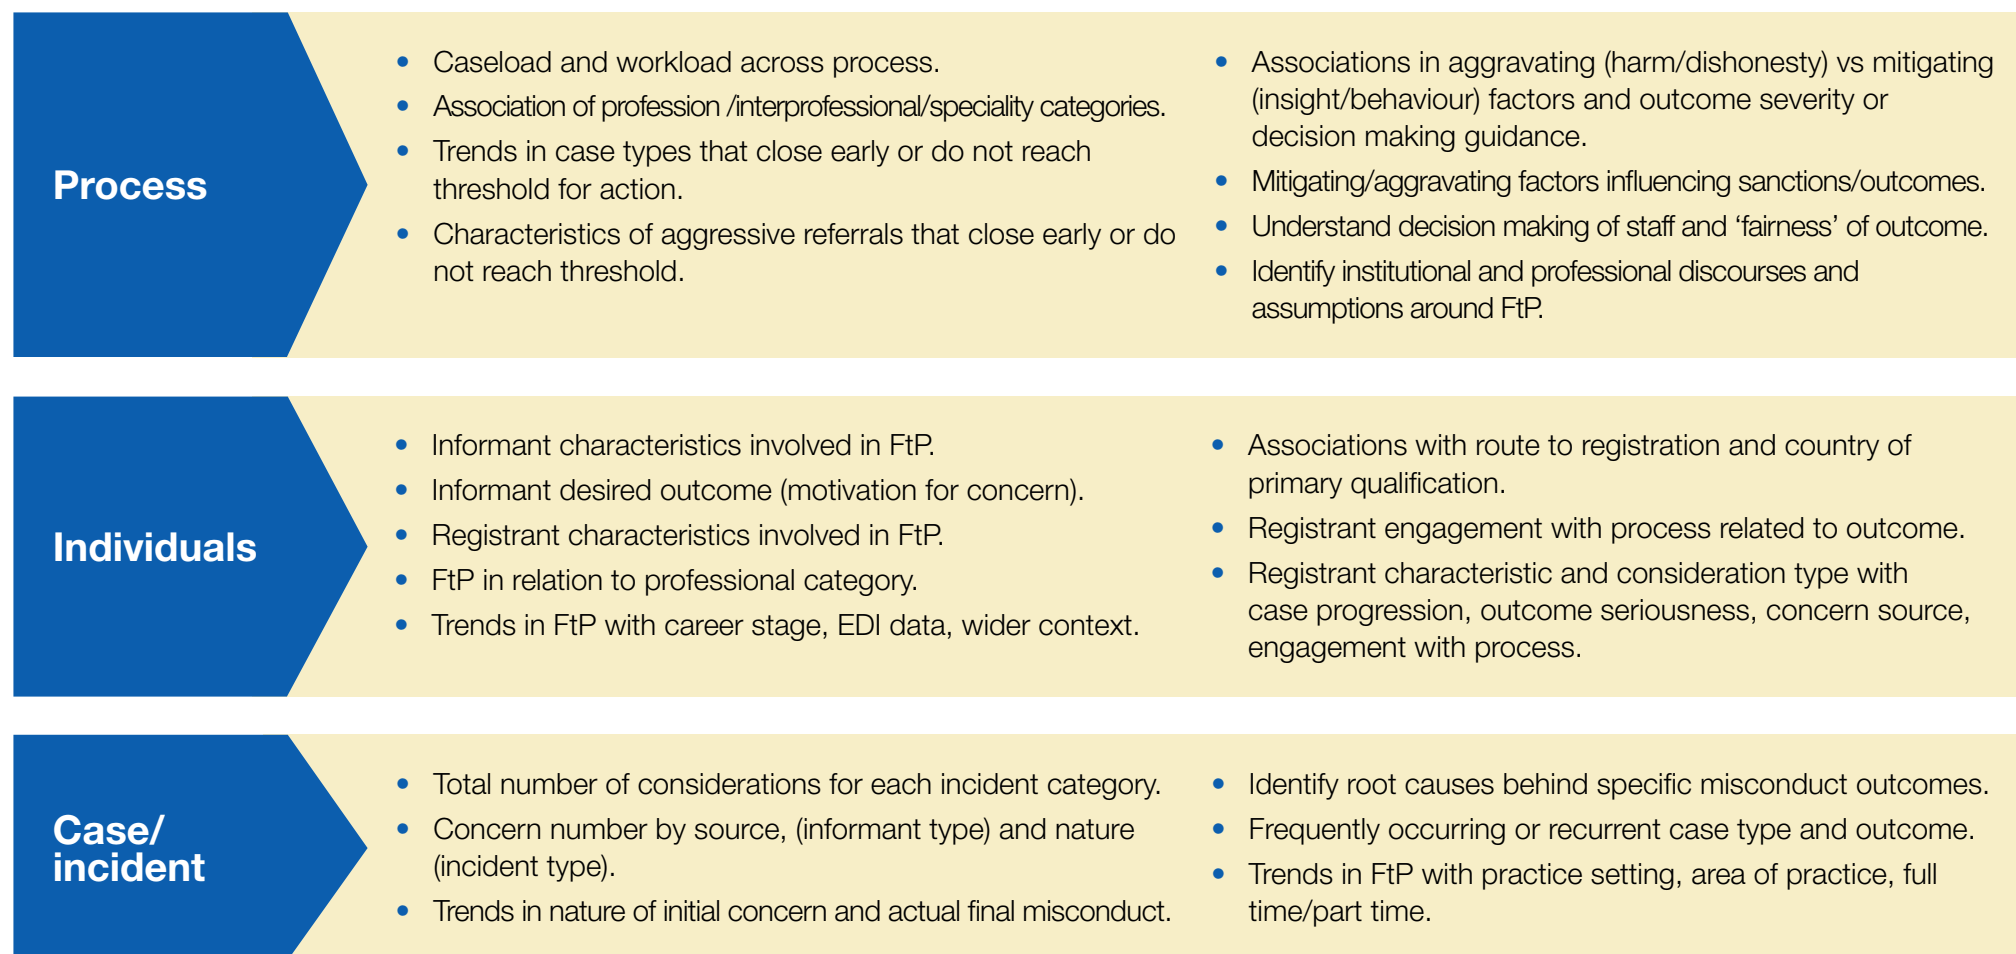 Process
• Caseload and workload across process.
• Association of profession /interprofessional/speciality categories.
• Trends in case types that close early or do not reach
threshold for action.
• Characteristics of aggressive referrals that close early or do
not reach threshold.
• Associations in aggravating (harm/dishonesty) vs mitigating
(insight/behaviour) factors and outcome severity or
decision making guidance.
• Mitigating/aggravating factors influencing sanctions/outcomes.
• Understand decision making of staff and ‘fairness’ of outcome.
• Identify institutional and professional discourses and
assumptions around FtP.
Individuals
• Informant characteristics involved in FtP.
• Informant desired outcome (motivation for concern).
• Registrant characteristics involved in FtP.
• FtP in relation to professional category.
• Trends in FtP with career stage, EDI data, wider context.
• Associations with route to registration and country of
primary qualification.
• Registrant engagement with process related to outcome.
• Registrant characteristic and consideration type with
case progression, outcome seriousness, concern source,
engagement with process.
Case/
incident
• Total number of considerations for each incident category.
• Concern number by source, (informant type) and nature
(incident type).
• Trends in nature of initial concern and actual final misconduct.
• Identify root causes behind specific misconduct outcomes.
• Frequently occurring or recurrent case type and outcome.
• Trends in FtP with practice setting, area of practice, full
time/part time.